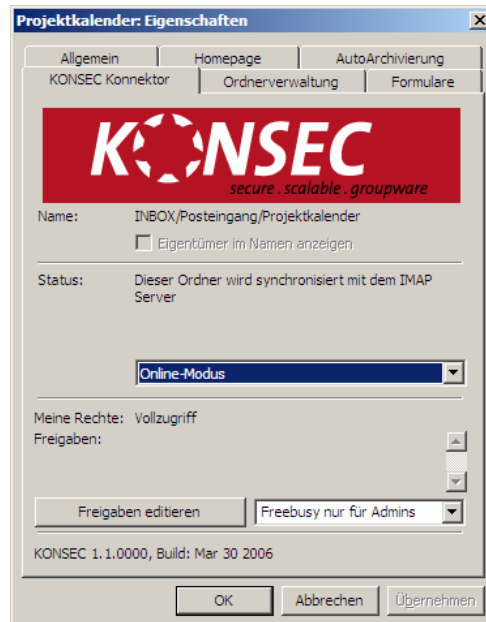 Projektkalender: Eigenschaften
Allgemein Homepage AutoArchivierung
KONSEC Konnektor Ordnerverwaltung Formulare
KONSEC
secure . scalable . groupware
Name: INBOX/Posteingang/Projektkalender
Eigentümer im Namen anzeigen
Status: Dieser Ordner wird synchronisiert mit dem IMAP
Server
Online-Modus
Meine Rechte: Vollzugriff
Freigaben:
Freigaben editieren Freebusy nur für Admins
KONSEC 1.1.0000, Build: Mar 30 2006
OK Abbrechen Übernehmen